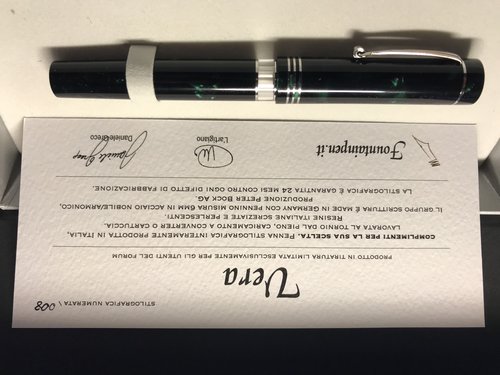 STILOGRAFICA NUMERATA \ 008
Vera
PRODOTTO IN TIRATURA LIMITATA ESCLUSIVAMENTE PER GLI UTENTI DEL FORUM
COMPLIMENTI PER LA SUA SCELTA. PENNA STILOGRAFICA INTERAMENTE PRODOTTA IN ITALIA,
LAVORATA AL TORNIO DAL PIENO, CARICAMENTO A CONVERTER O CARTUCCIA.
RESINE ITALIANE CEREZIATE E PERLESCENTI.
IL GRUPPO SCRITTURA È MADE IN GERMANY CON PENNINO MISURA 6MM IN ACCIAIO RIGIDO/FLESSIBILE/ARMONICO,
PRODUZIONE PETER BOCK AG.
LA STILOGRAFICA È GARANTITA 24 MESI CONTRO OGNI DIFETTO DI FABBRICAZIONE.
Fountainpen.it
L'artigiano
Daniele Greco